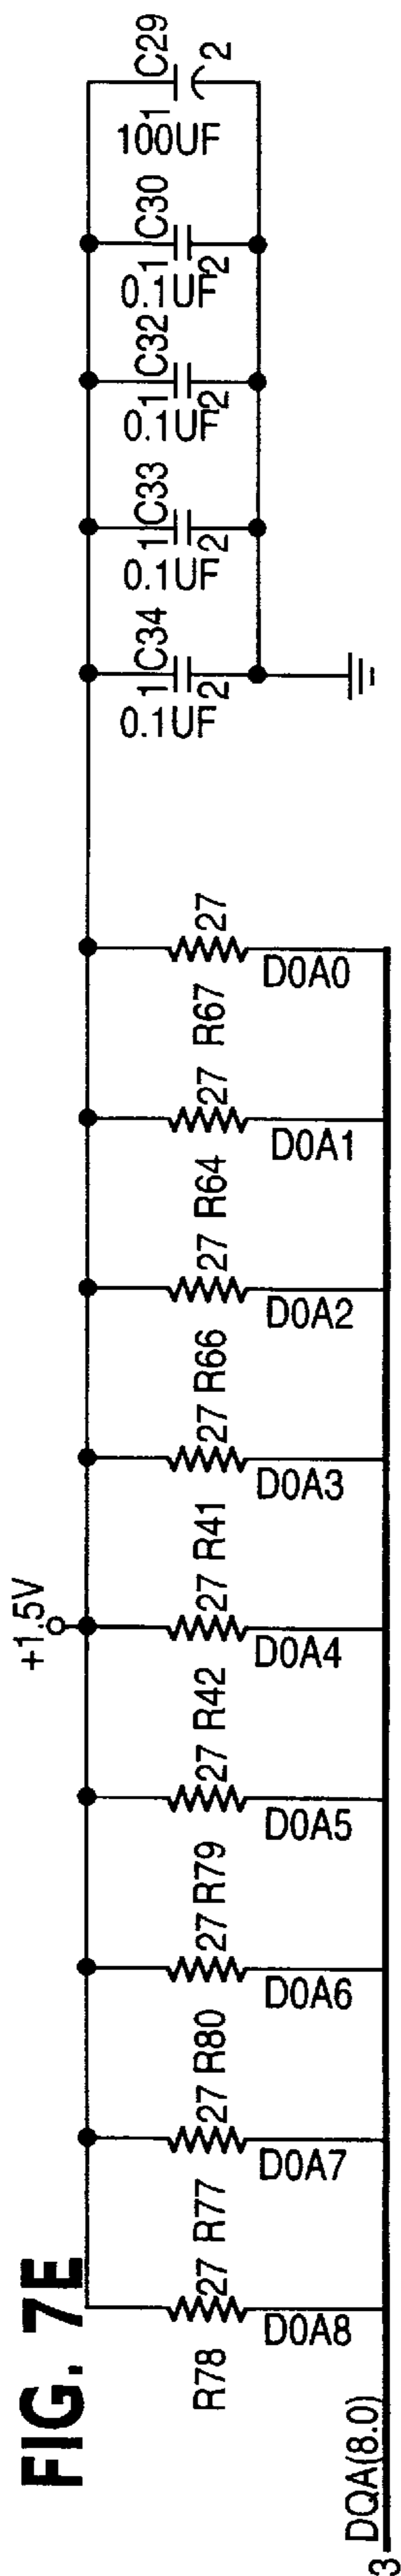 C29
1
2
100UF
C30
1
2
0.1UF
C32
1
2
0.1UF
C33
1
2
0.1UF
C34
1
2
0.1UF
27
R67
D0A0
27
R64
D0A1
27
R66
D0A2
27
R41
D0A3
+1.5V
27
R42
D0A4
27
R79
D0A5
27
R80
D0A6
27
R77
D0A7
27
R78
D0A8
FIG. 7E
DQA(8.0)
3